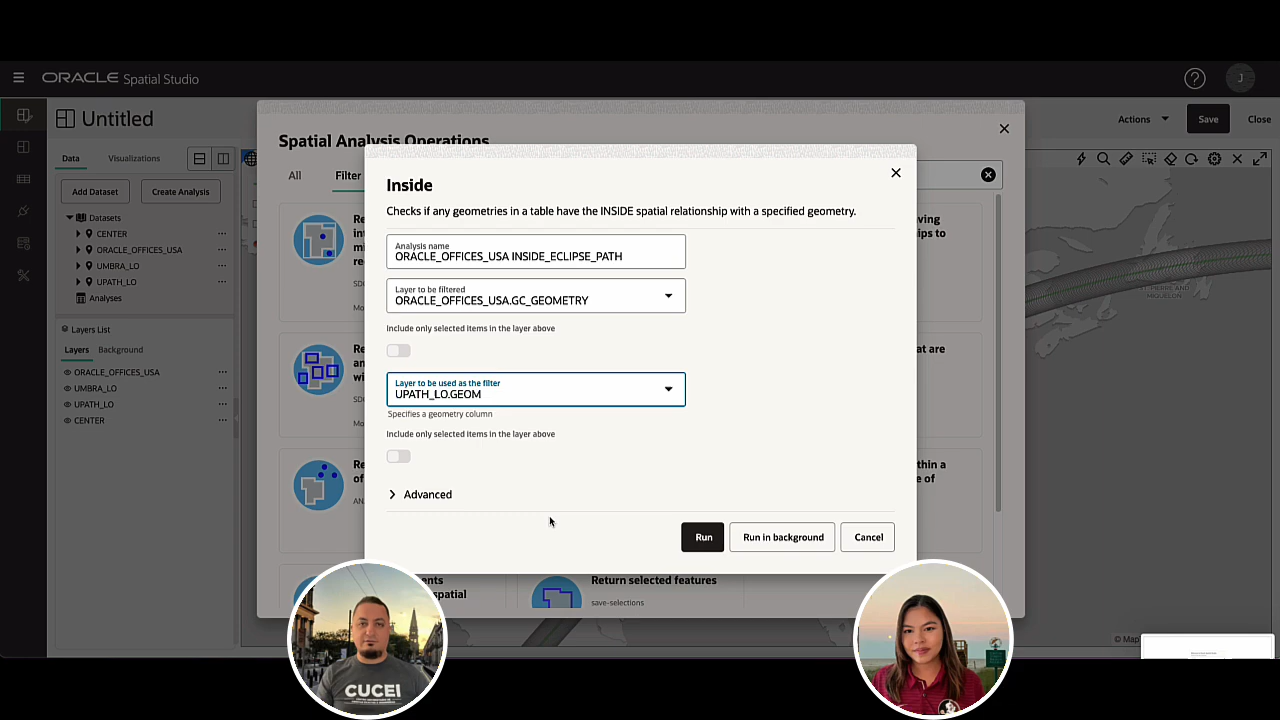 ORACLE Spatial Studio
J
Untitled
Actions
Save
Close
Data
Visualizations
Add Dataset
Create Analysis
Datasets
CENTER
ORACLE_OFFICES_USA
UMBRA_LO
UPATH_LO
Analyses
Layers List
Layers
Background
ORACLE_OFFICES_USA
UMBRA_LO
UPATH_LO
CENTER
Spatial Analysis Operations
All
Filter
Inside
Checks if any geometries in a table have the INSIDE spatial relationship with a specified geometry.
Analysis name
ORACLE_OFFICES_USA INSIDE_ECLIPSE_PATH
Layer to be filtered
ORACLE_OFFICES_USA.GC_GEOMETRY
Include only selected items in the layer above
Layer to be used as the filter
UPATH_LO.GEOM
Specifies a geometry column
Include only selected items in the layer above
Advanced
Run
Run in background
Cancel
Return selected features
save-selections
ST. PIERRE AND
MIQUELON
© Map
CUCEI